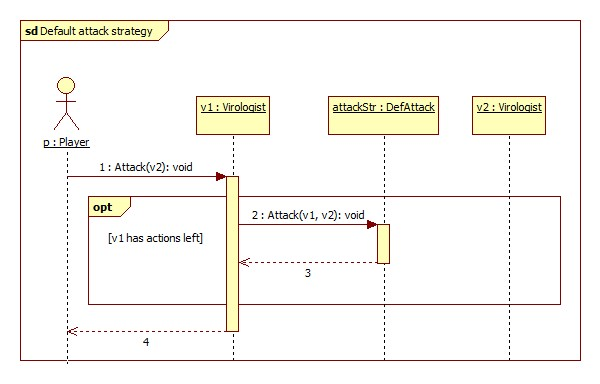 sd Default attack strategy
v1 : Virologist
attackStr : DefAttack
v2 : Virologist
p : Player
1 : Attack(v2): void
opt
2 : Attack(v1, v2): void
[v1 has actions left]
3
4